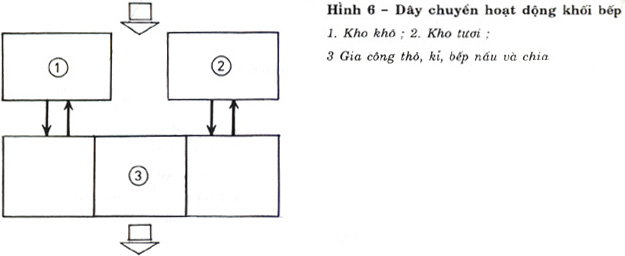 Hình 6 - Dây chuyền hoạt động khối bếp
1. Kho khô ; 2. Kho tươi ;
3 Gia công thô, kỉ, bếp nấu và chia
1
2
3